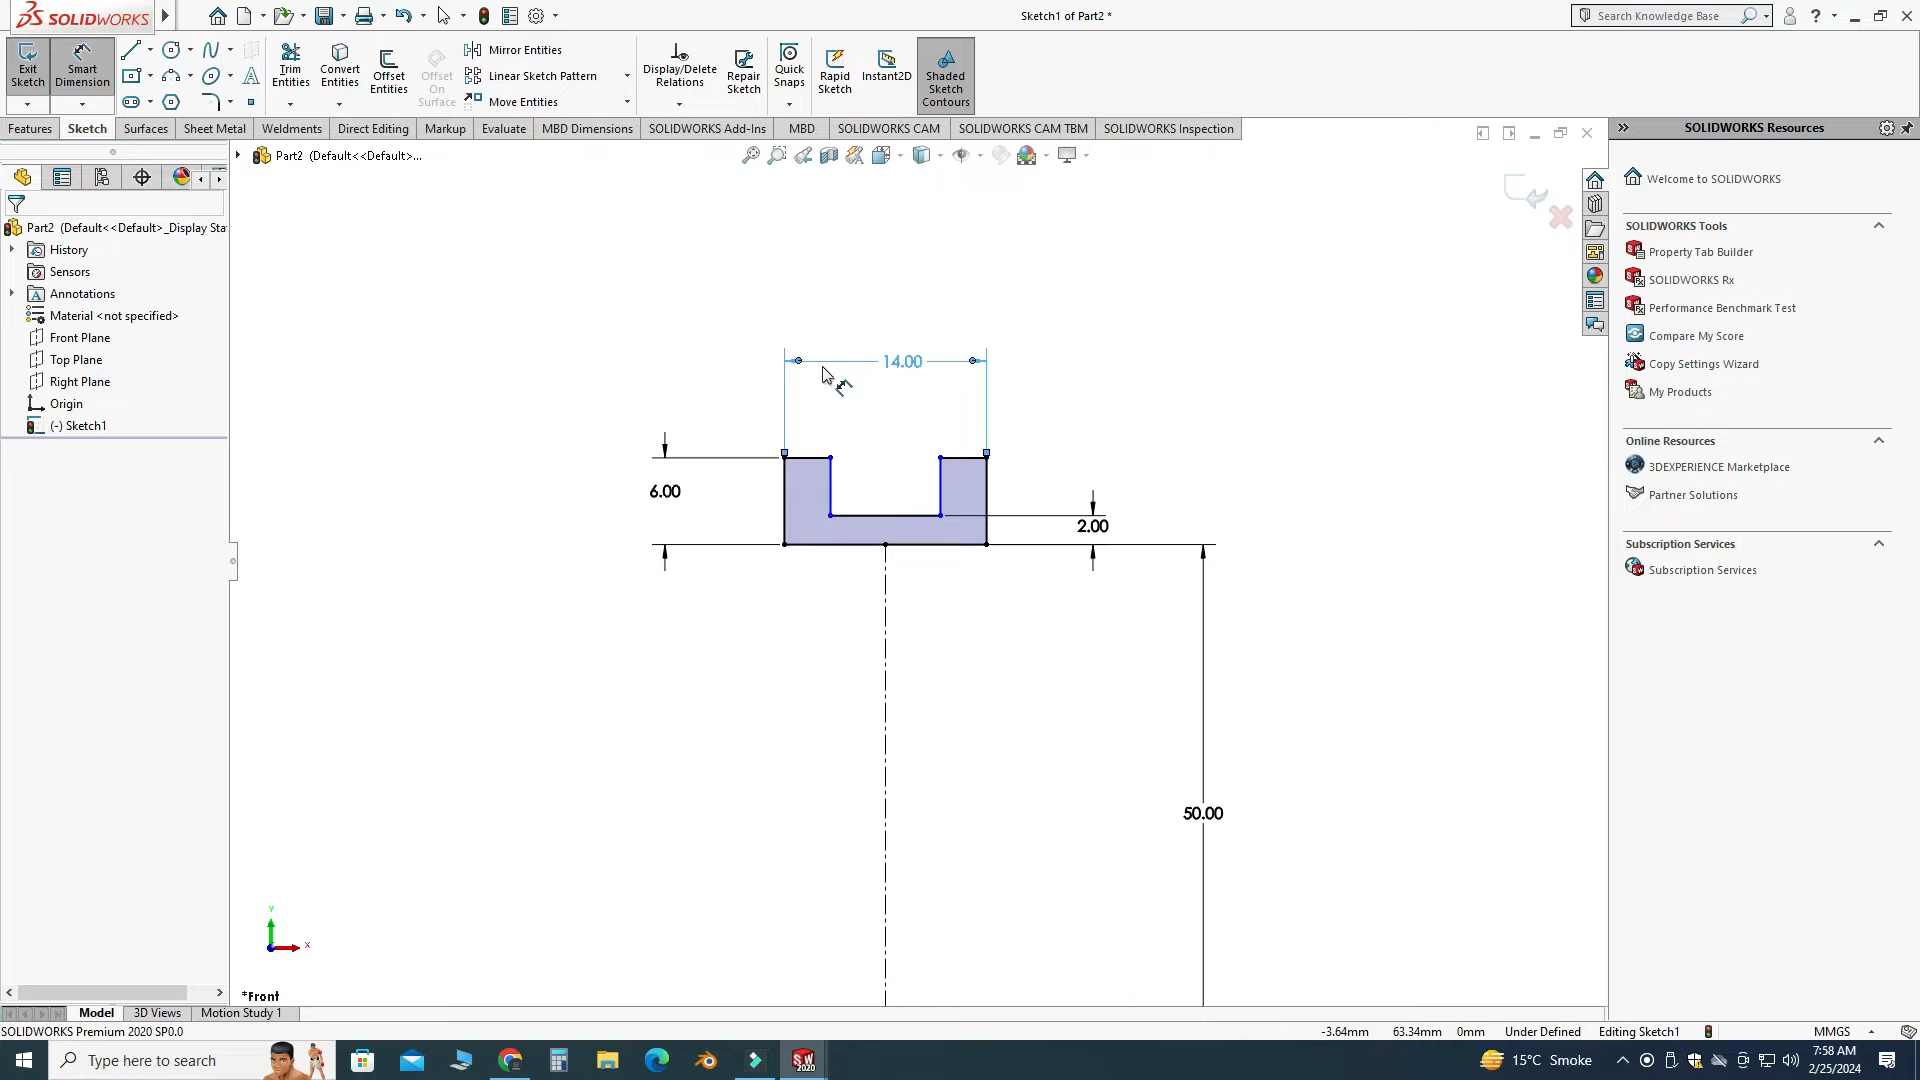 SOLIDWORKS
Sketch1 of Part2 *
Search Knowledge Base
Exit Sketch
Smart Dimension
Trim Entities
Convert Entities
Offset Entities
Offset On Surface
Mirror Entities
Linear Sketch Pattern
Move Entities
Display/Delete Relations
Repair Sketch
Quick Snaps
Rapid Sketch
Instant2D
Shaded Sketch Contours
Features
Sketch
Surfaces
Sheet Metal
Weldments
Direct Editing
Markup
Evaluate
MBD Dimensions
SOLIDWORKS Add-Ins
MBD
SOLIDWORKS CAM
SOLIDWORKS CAM TBM
SOLIDWORKS Inspection
SOLIDWORKS Resources
Part2 (Default<<Default>...
Part2 (Default<<Default>_Display Sta
History
Sensors
Annotations
Material <not specified>
Front Plane
Top Plane
Right Plane
Origin
(-) Sketch1
14.00
6.00
2.00
50.00
Y
X
*Front
Welcome to SOLIDWORKS
SOLIDWORKS Tools
Property Tab Builder
SOLIDWORKS Rx
Performance Benchmark Test
Compare My Score
Copy Settings Wizard
My Products
Online Resources
3DEXPERIENCE Marketplace
Partner Solutions
Subscription Services
Subscription Services
Model
3D Views
Motion Study 1
SOLIDWORKS Premium 2020 SP0.0
-3.64mm
63.34mm
0mm
Under Defined
Editing Sketch1
MMGS
Type here to search
SW
2020
15°C Smoke
7:58 AM
2/25/2024